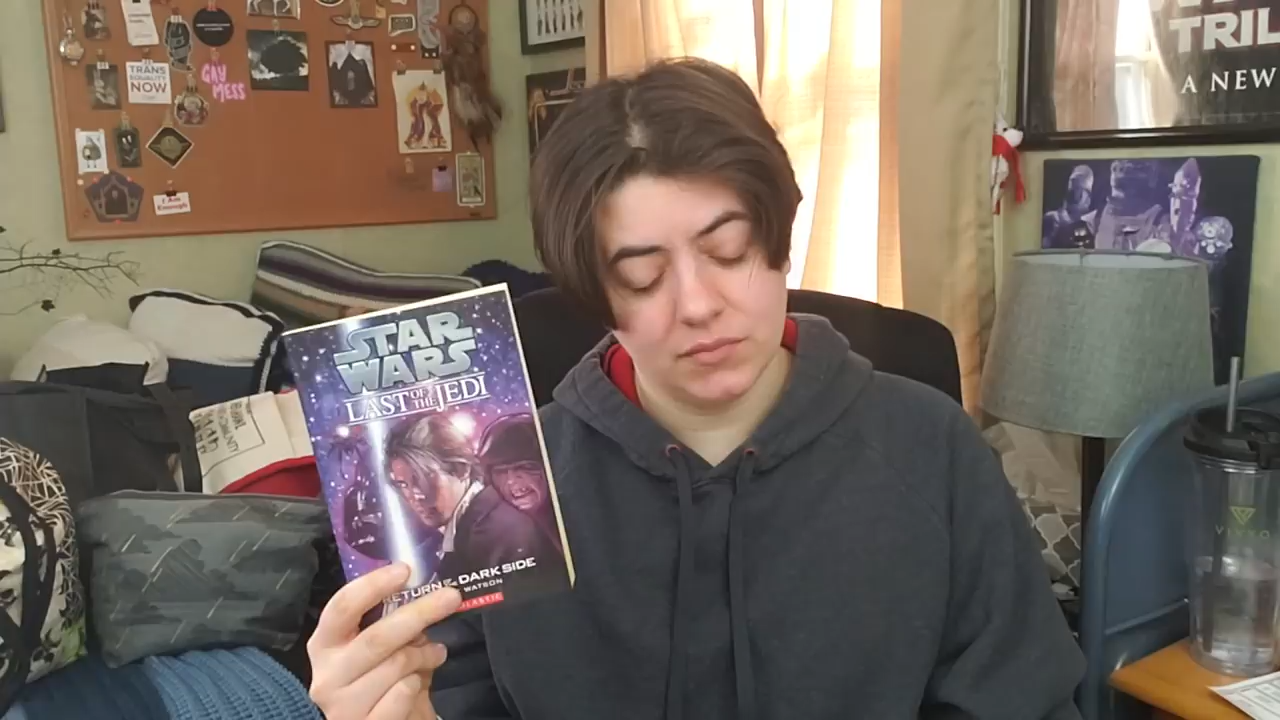 TRANS
EQUALITY
NOW
GAY
MESS
I Am
Enough
TRIL
A NEW
STAR
WARS
LAST OF THE JEDI
RETURN OF THE DARK SIDE
WATSON